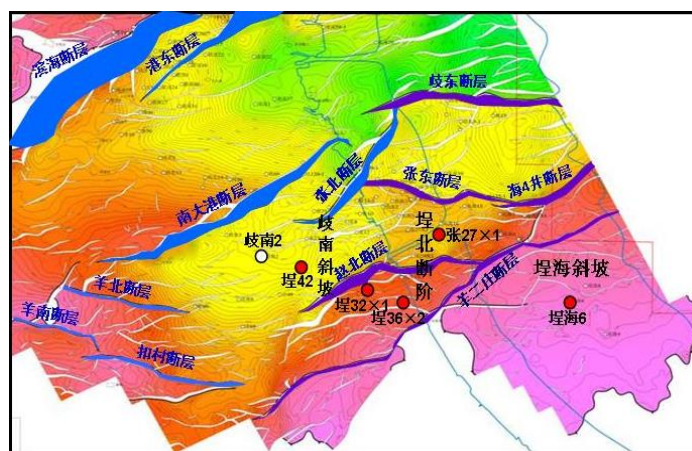 滨海断层
港东断层
歧东断层
张东断层
海4井断层
南大港断层
张北断层
歧南2
歧南斜坡
埕北断阶
张27×1
埕42
赵北断层
羊二庄断层
埕海斜坡
羊北断层
埕32×1
埕36×2
埕海6
羊南断层
扣村断层